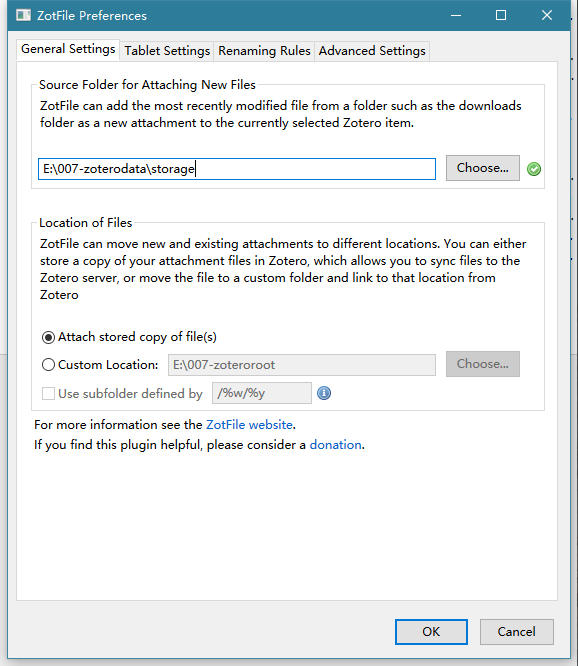 ZotFile Preferences
General Settings
Tablet Settings
Renaming Rules
Advanced Settings
Source Folder for Attaching New Files
ZotFile can add the most recently modified file from a folder such as the downloads
folder as a new attachment to the currently selected Zotero item.
E:\007-zoterodata\storage
Choose...
Location of Files
ZotFile can move new and existing attachments to different locations. You can either
store a copy of your attachment files in Zotero, which allows you to sync files to the
Zotero server, or move the file to a custom folder and link to that location from
Zotero
Attach stored copy of file(s)
Custom Location:
E:\007-zoteroroot
Choose...
Use subfolder defined by
/%w/%y
For more information see the ZotFile website.
If you find this plugin helpful, please consider a donation.
OK
Cancel